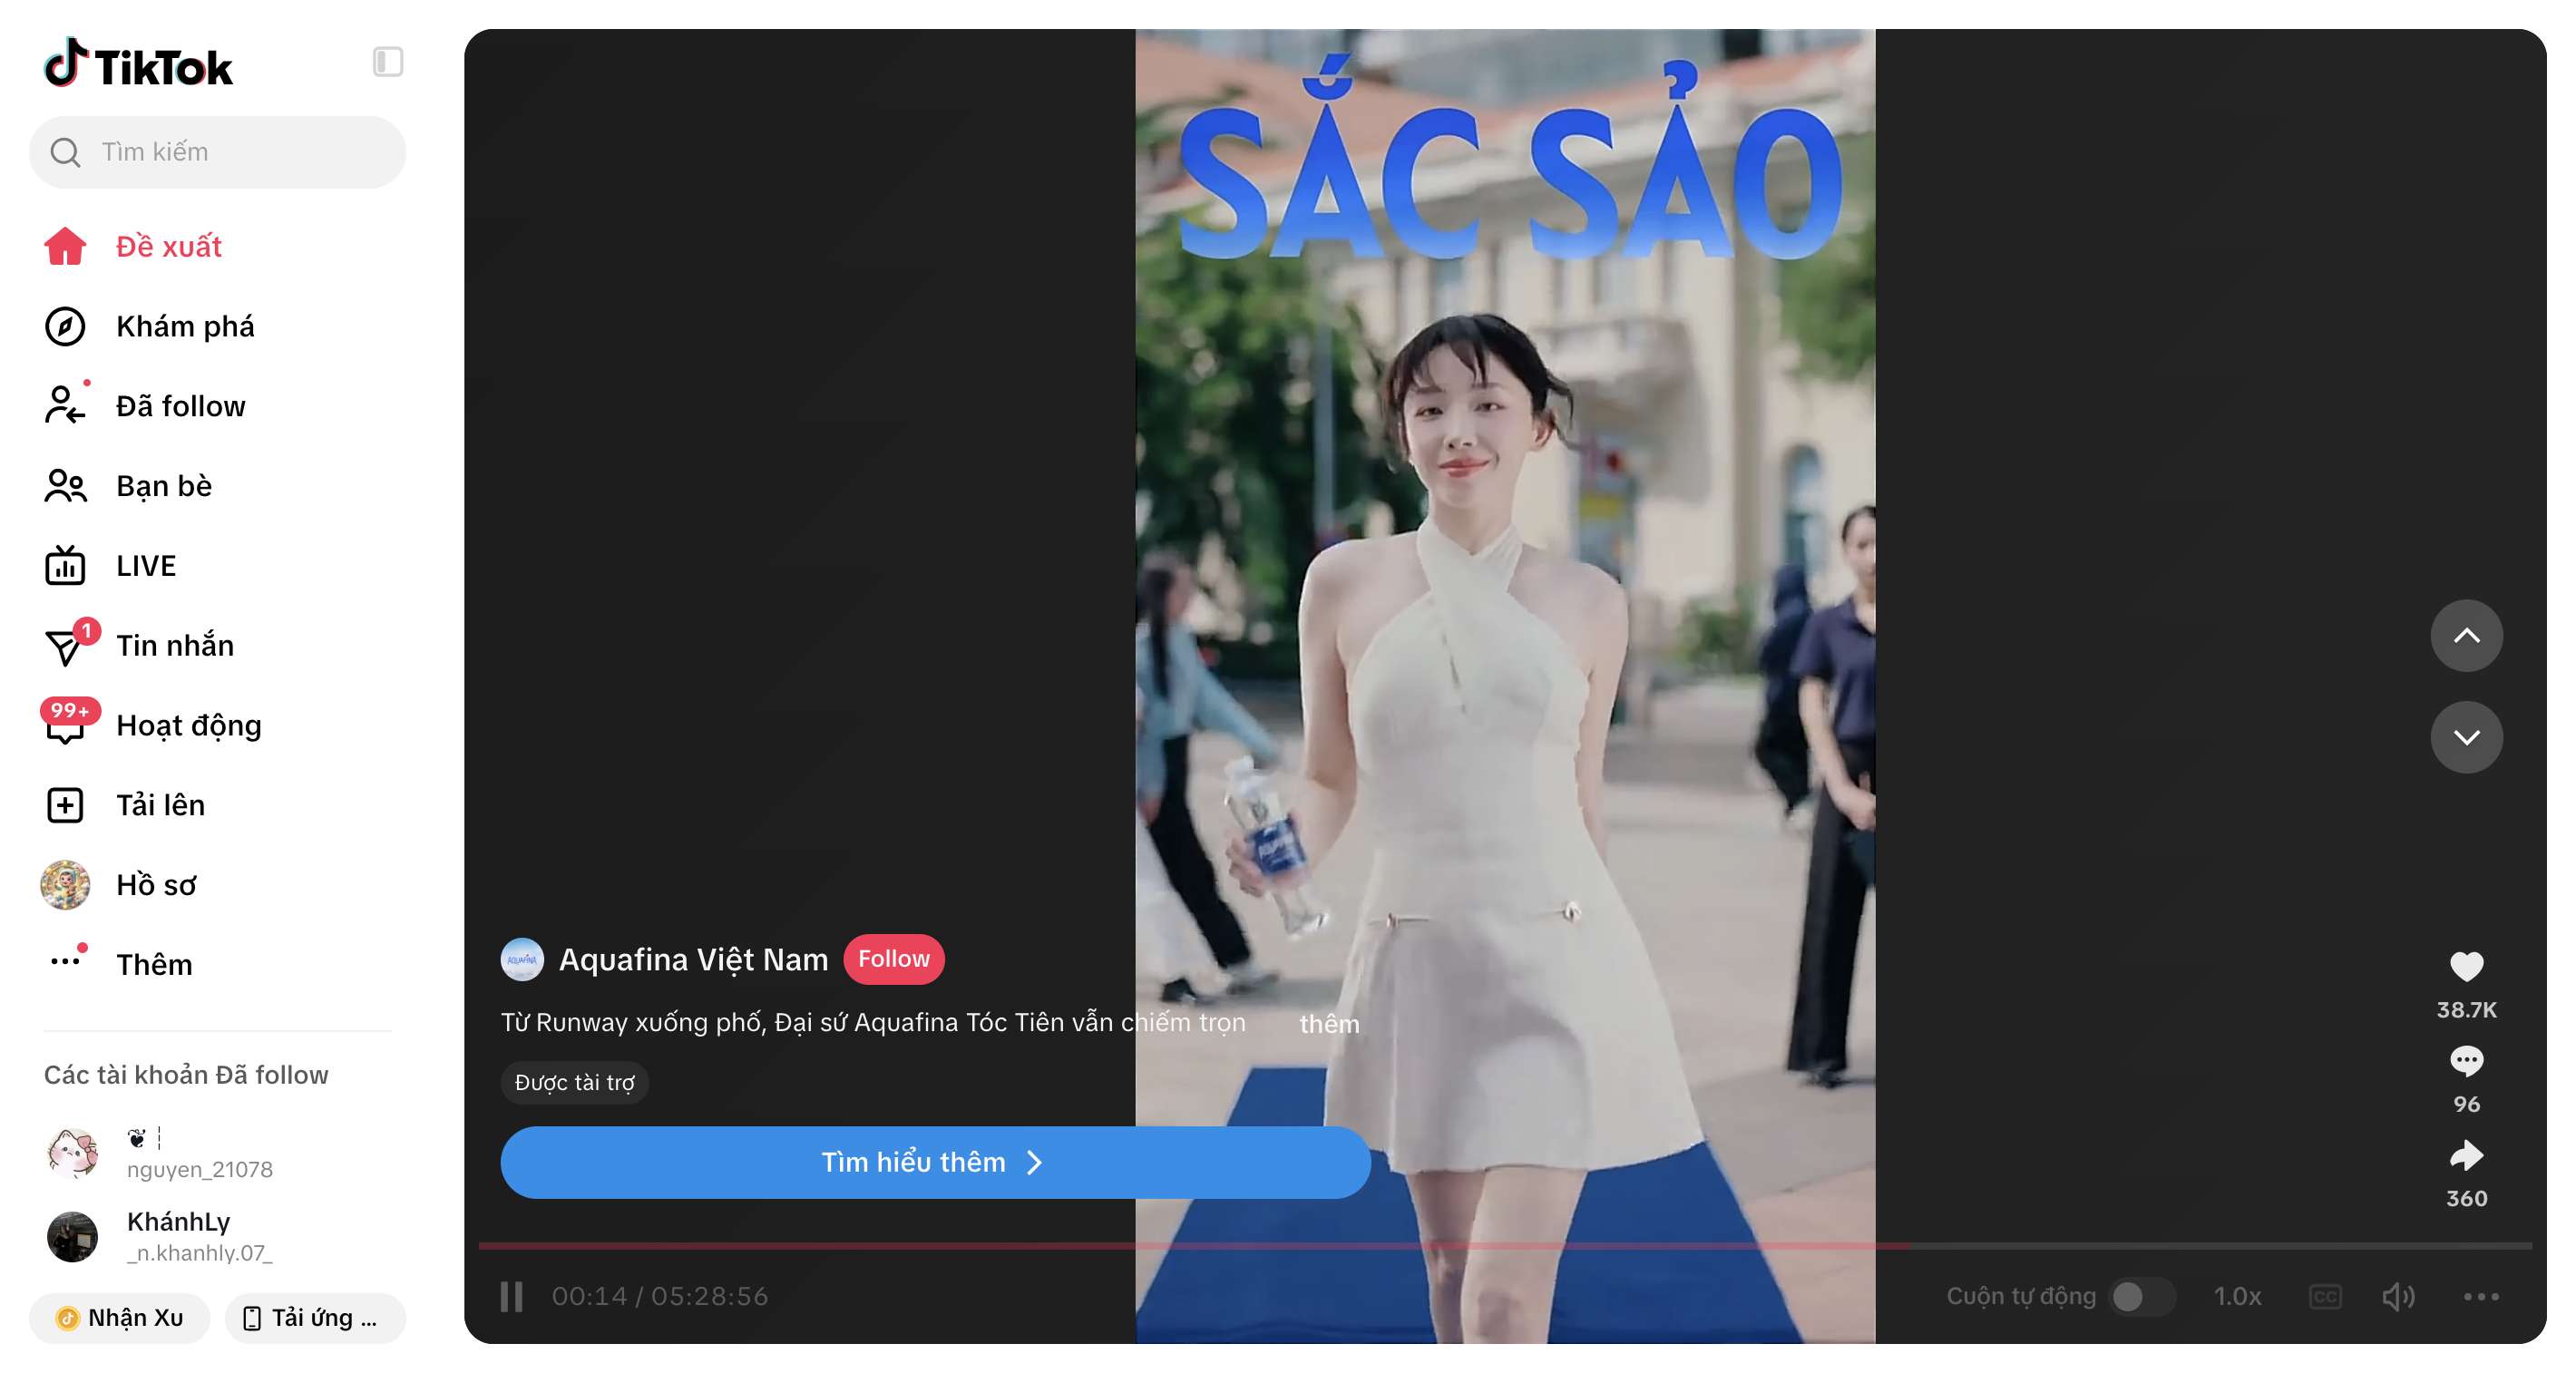 TikTok
Tìm kiếm
Đề xuất
Khám phá
Đã follow
Bạn bè
LIVE
1
Tin nhắn
99+
Hoạt động
Tải lên
Hồ sơ
Thêm
Các tài khoản Đã follow
nguyen_21078
KhánhLy
_n.khanhly.07_
Nhận Xu
Tải ứng ...
SẮC SẢO
AQUAFINA
AQUAFINA
Aquafina Việt Nam
Follow
Từ Runway xuống phố, Đại sứ Aquafina Tóc Tiên vẫn chiếm trọn thêm
Được tài trợ
Tìm hiểu thêm
38.7K
96
360
00:14 / 05:28:56
Cuộn tự động
1.0x
CC